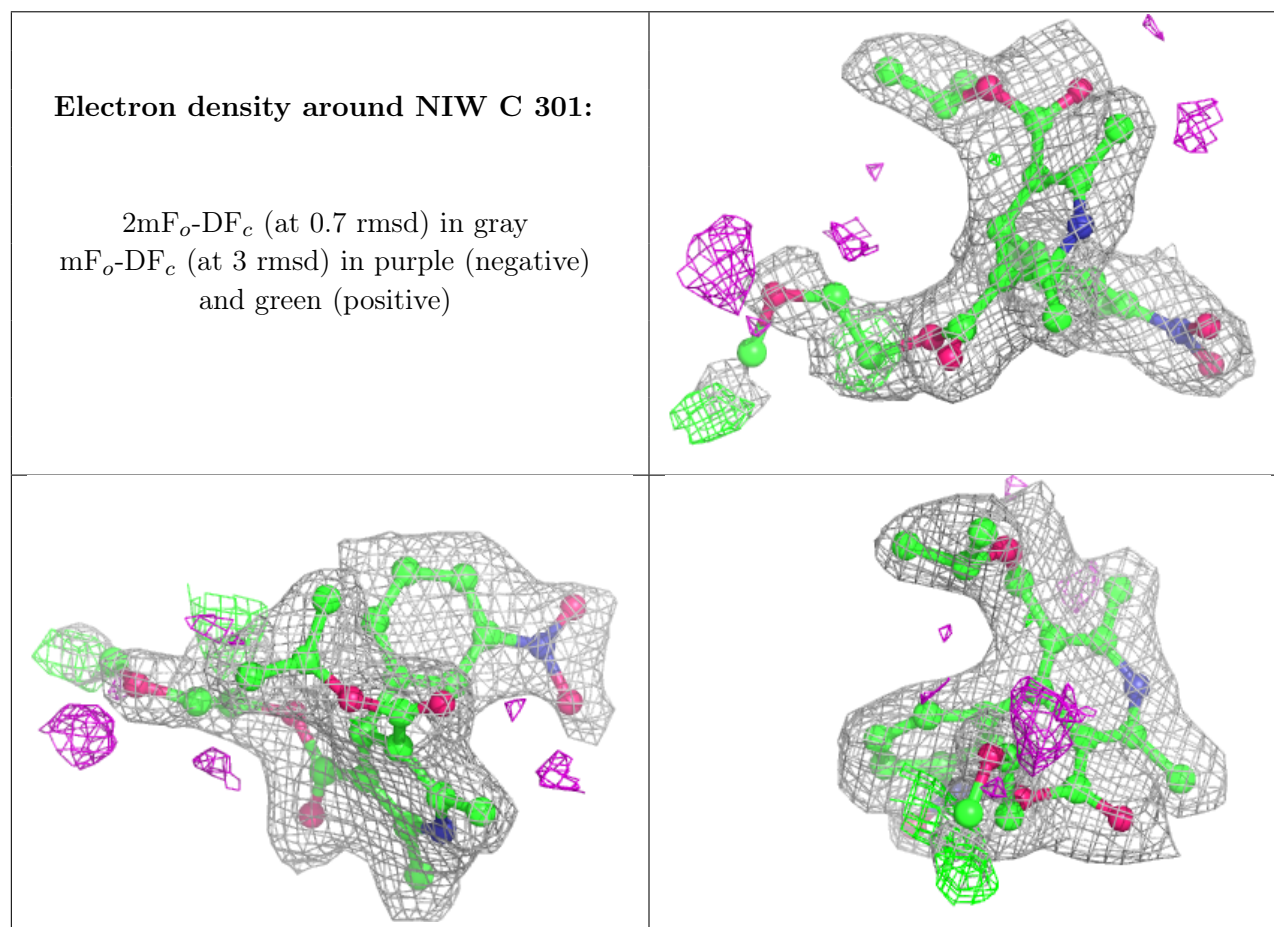 Electron density around NIW C 301:
2mFₒ-DF𝒸 (at 0.7 rmsd) in gray
mFₒ-DF𝒸 (at 3 rmsd) in purple (negative)
and green (positive)